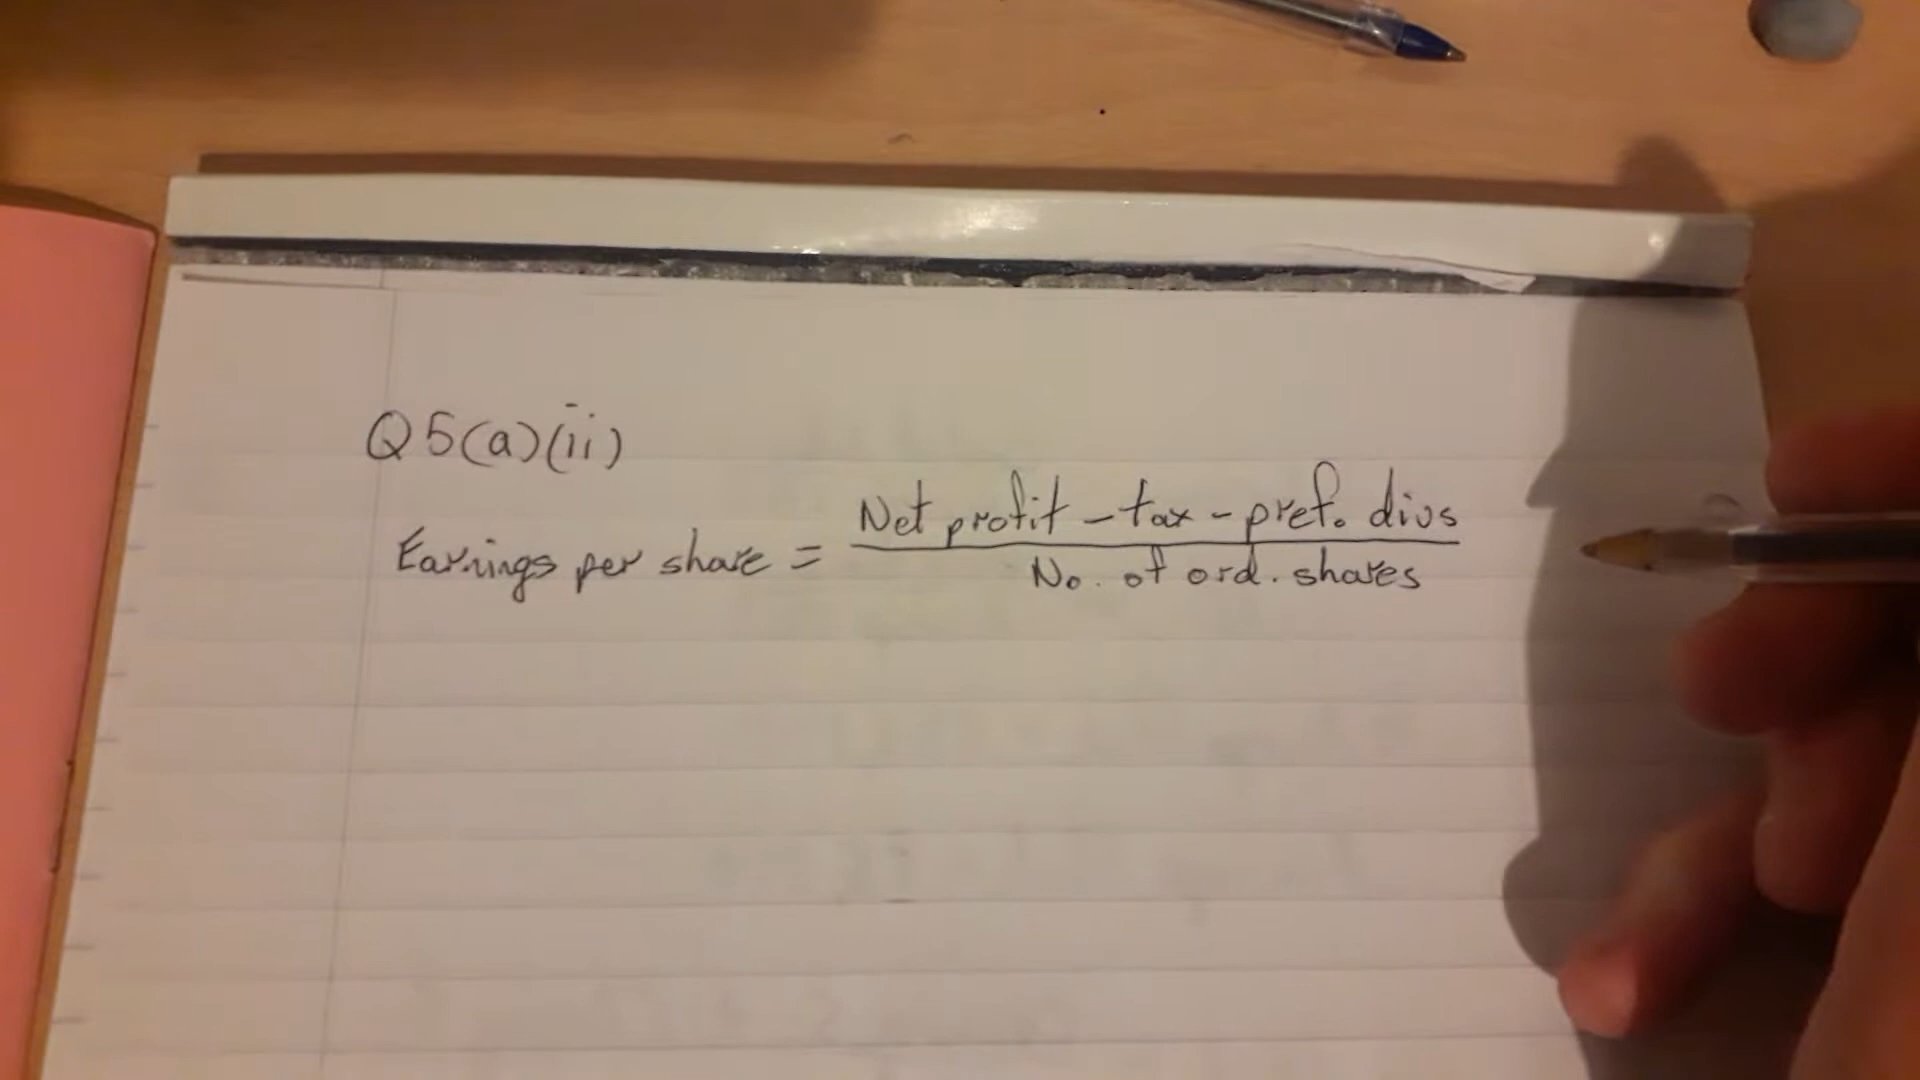 Q5(a)(ii)
Earnings per share = Net profit - tax - pref. divs
No. of ord. shares